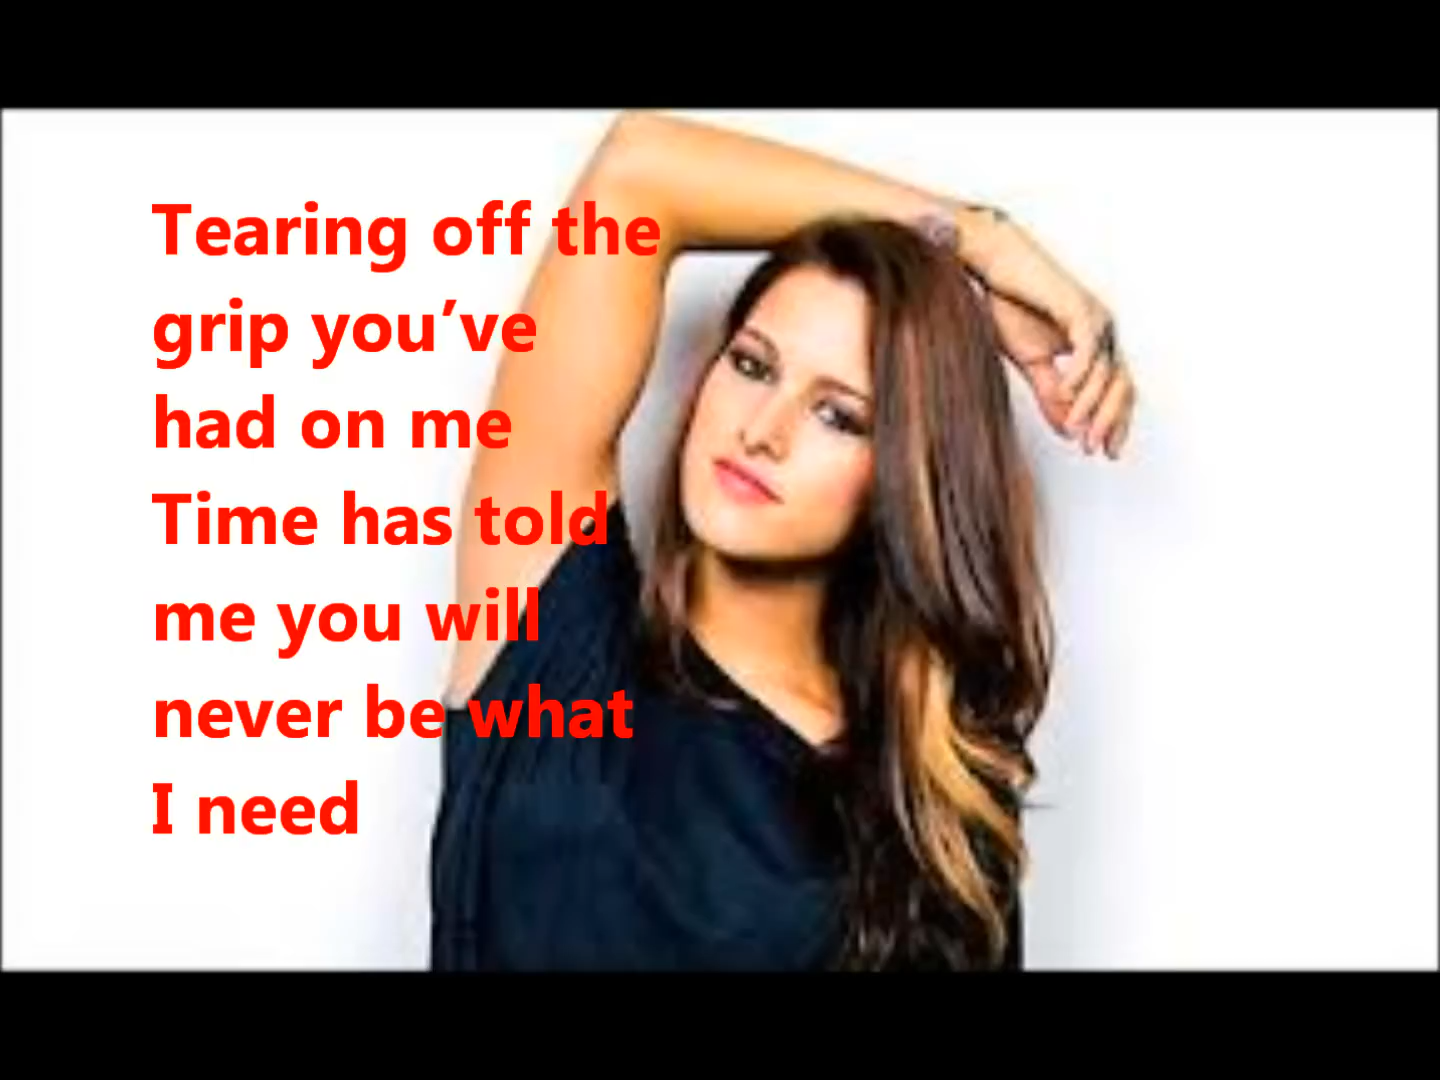 Tearing off the
grip you’ve
had on me
Time has told
me you will
never be what
I need